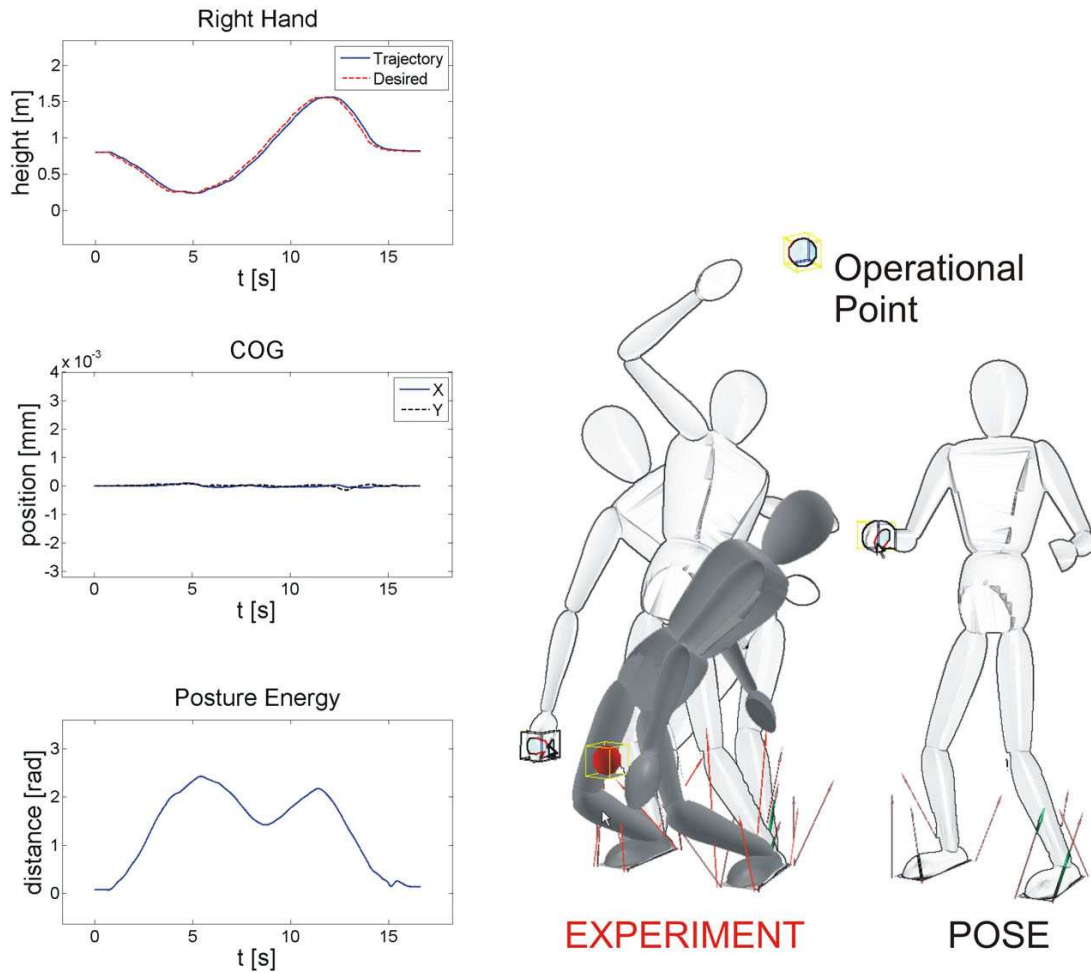 Right Hand
2
1.5
1
0.5
0
height [m]
Trajectory
Desired
0 5 10 15
t [s]
COG
4 x 10⁻³
3
2
1
0
-1
-2
-3
position [mm]
X
Y
0 5 10 15
t [s]
Posture Energy
3
2
1
0
distance [rad]
0 5 10 15
t [s]
Operational
Point
EXPERIMENT
POSE